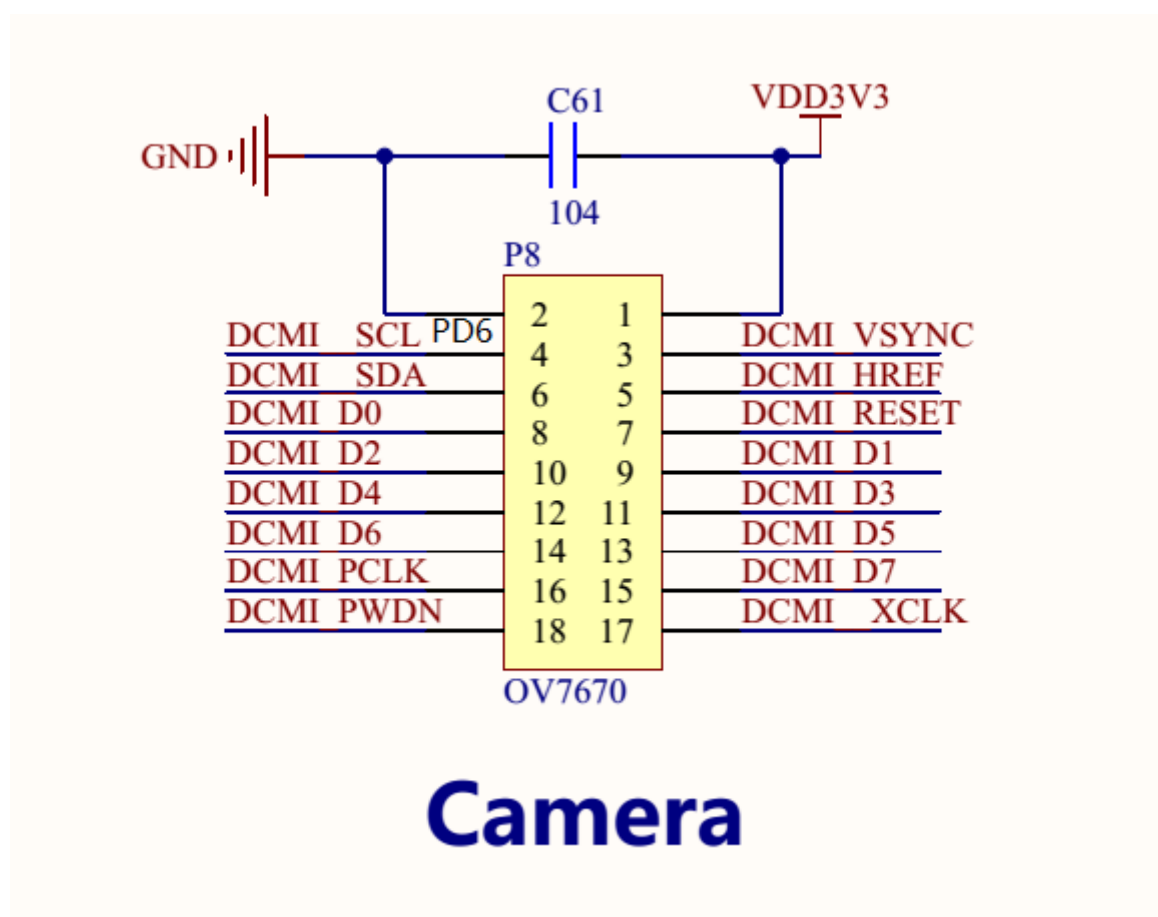 C61
VDD3V3
GND
104
P8
2 1
DCMI_SCL PD6 4 3 DCMI_VSYNC
DCMI_SDA 6 5 DCMI_HREF
DCMI_D0 8 7 DCMI_RESET
DCMI_D2 10 9 DCMI_D1
DCMI_D4 12 11 DCMI_D3
DCMI_D6 14 13 DCMI_D5
DCMI_PCLK 16 15 DCMI_D7
DCMI_PWDN 18 17 DCMI_XCLK
OV7670
Camera